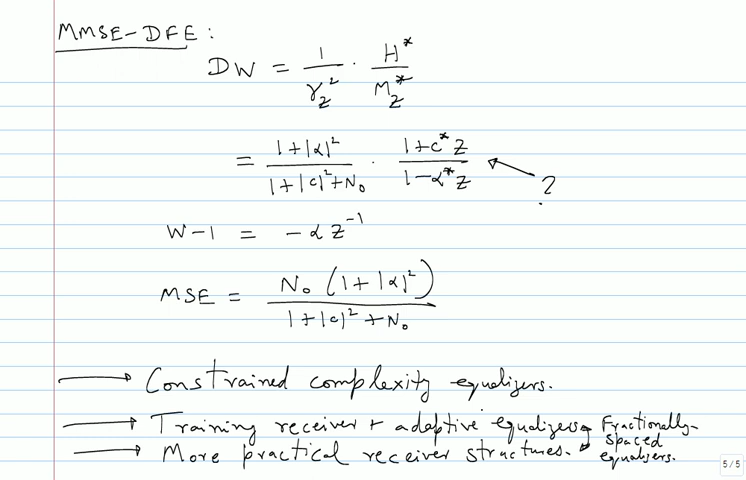 MMSE-DFE:
DW = 1/γ_z² · H*/M_z*
= (1+|α|²)/(1+|c|²+N₀) · (1+c*z)/(1-α*z) ?
W-1 = -αz⁻¹
MSE = N₀(1+|α|²)/(1+|c|²+N₀)
→ Constrained complexity equalizers.
→ Training receiver + adaptive equalizers → Fractionally-spaced equalizers.
→ More practical receiver structures.
5/5